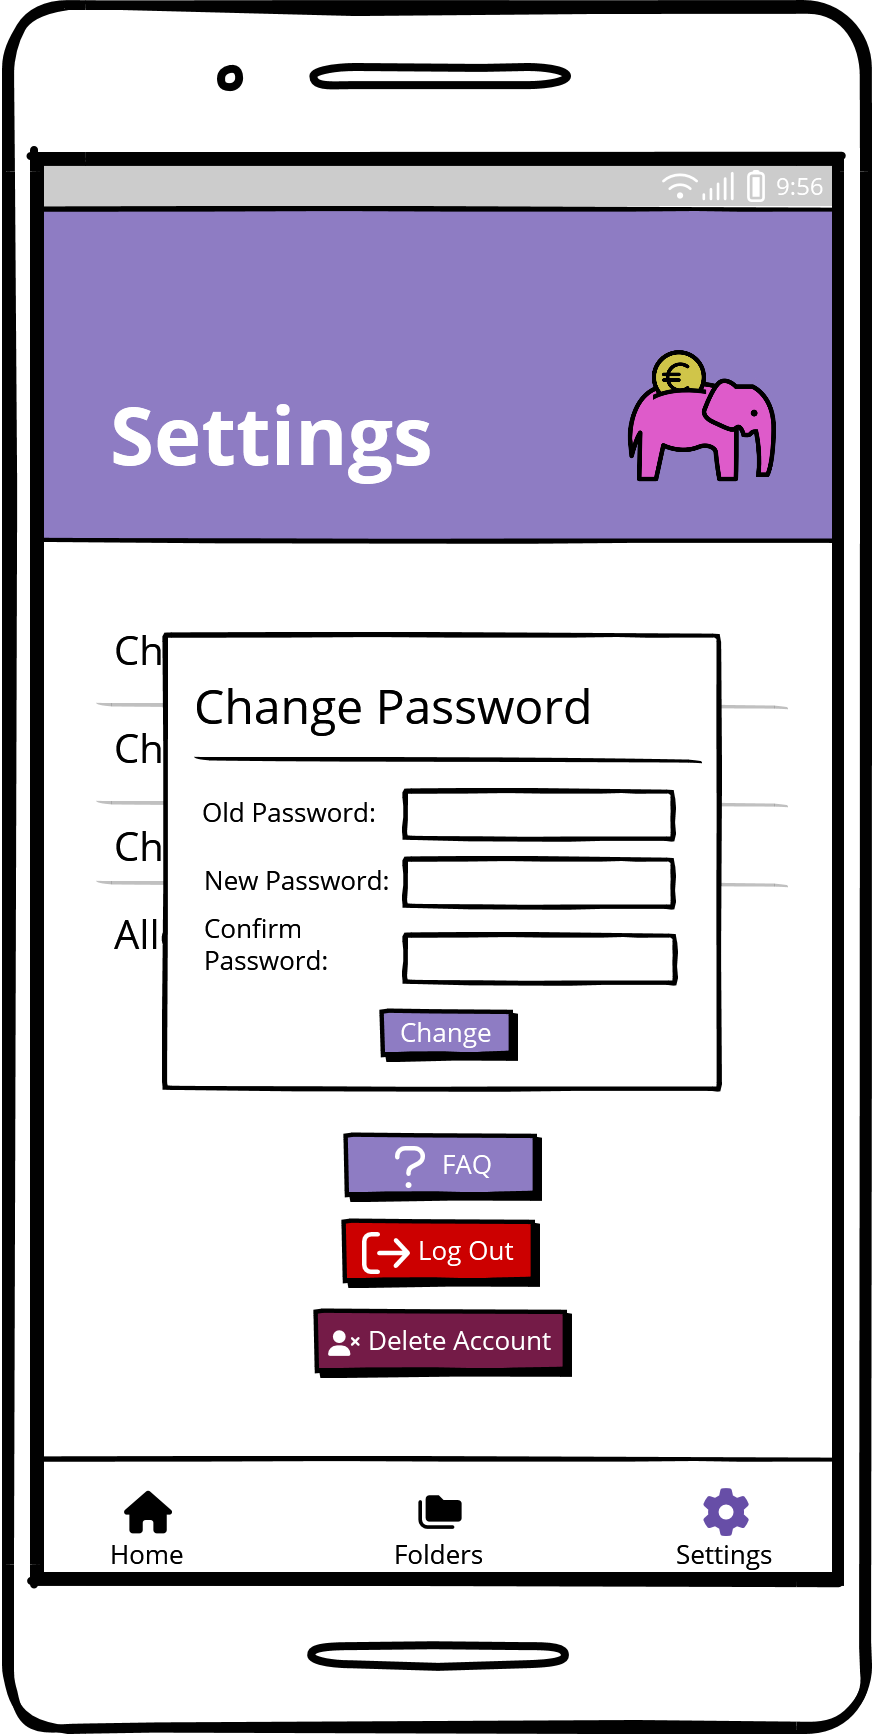 9:56
€
Settings
Ch
Ch
Ch
Change Password
Old Password:
New Password:
Confirm
Password:
Change
? FAQ
Log Out
Delete Account
Home
Folders
Settings